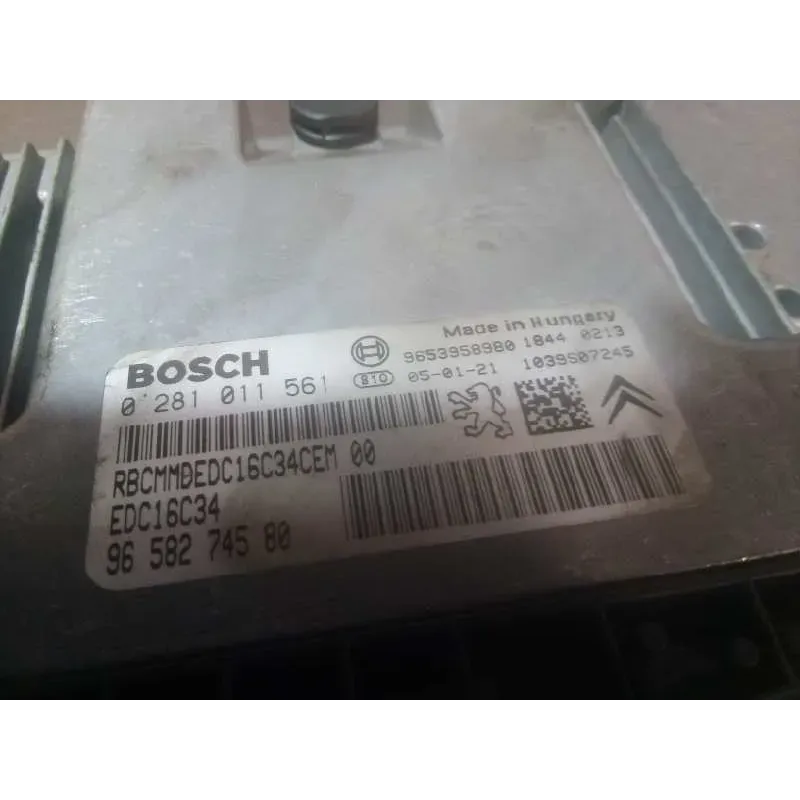 Made in Hungary
BOSCH
9653958980 1844 0213
0 281 011 561
810 05-01-21 1039S07245
RBCMMDEDC16C34CEM 00
EDC16C34
96 582 745 80